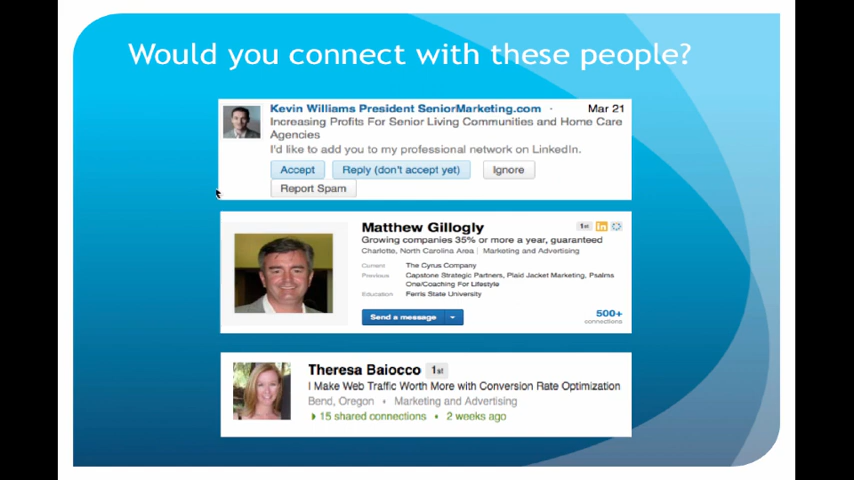 Would you connect with these people?
Kevin Williams President SeniorMarketing.com · Mar 21
Increasing Profits For Senior Living Communities and Home Care
Agencies
I'd like to add you to my professional network on LinkedIn.
Accept Reply (don't accept yet) Ignore
Report Spam
Matthew Gillogly 1st in
Growing companies 35% or more a year, guaranteed
Charlotte, North Carolina Area | Marketing and Advertising
Current The Cyrus Company
Previous Capstone Strategic Partners, Plaid Jacket Marketing, Psalms
One/Coaching For Lifestyle
Education Ferris State University
Send a message 500+
connections
Theresa Baiocco 1st
I Make Web Traffic Worth More with Conversion Rate Optimization
Bend, Oregon • Marketing and Advertising
15 shared connections • 2 weeks ago